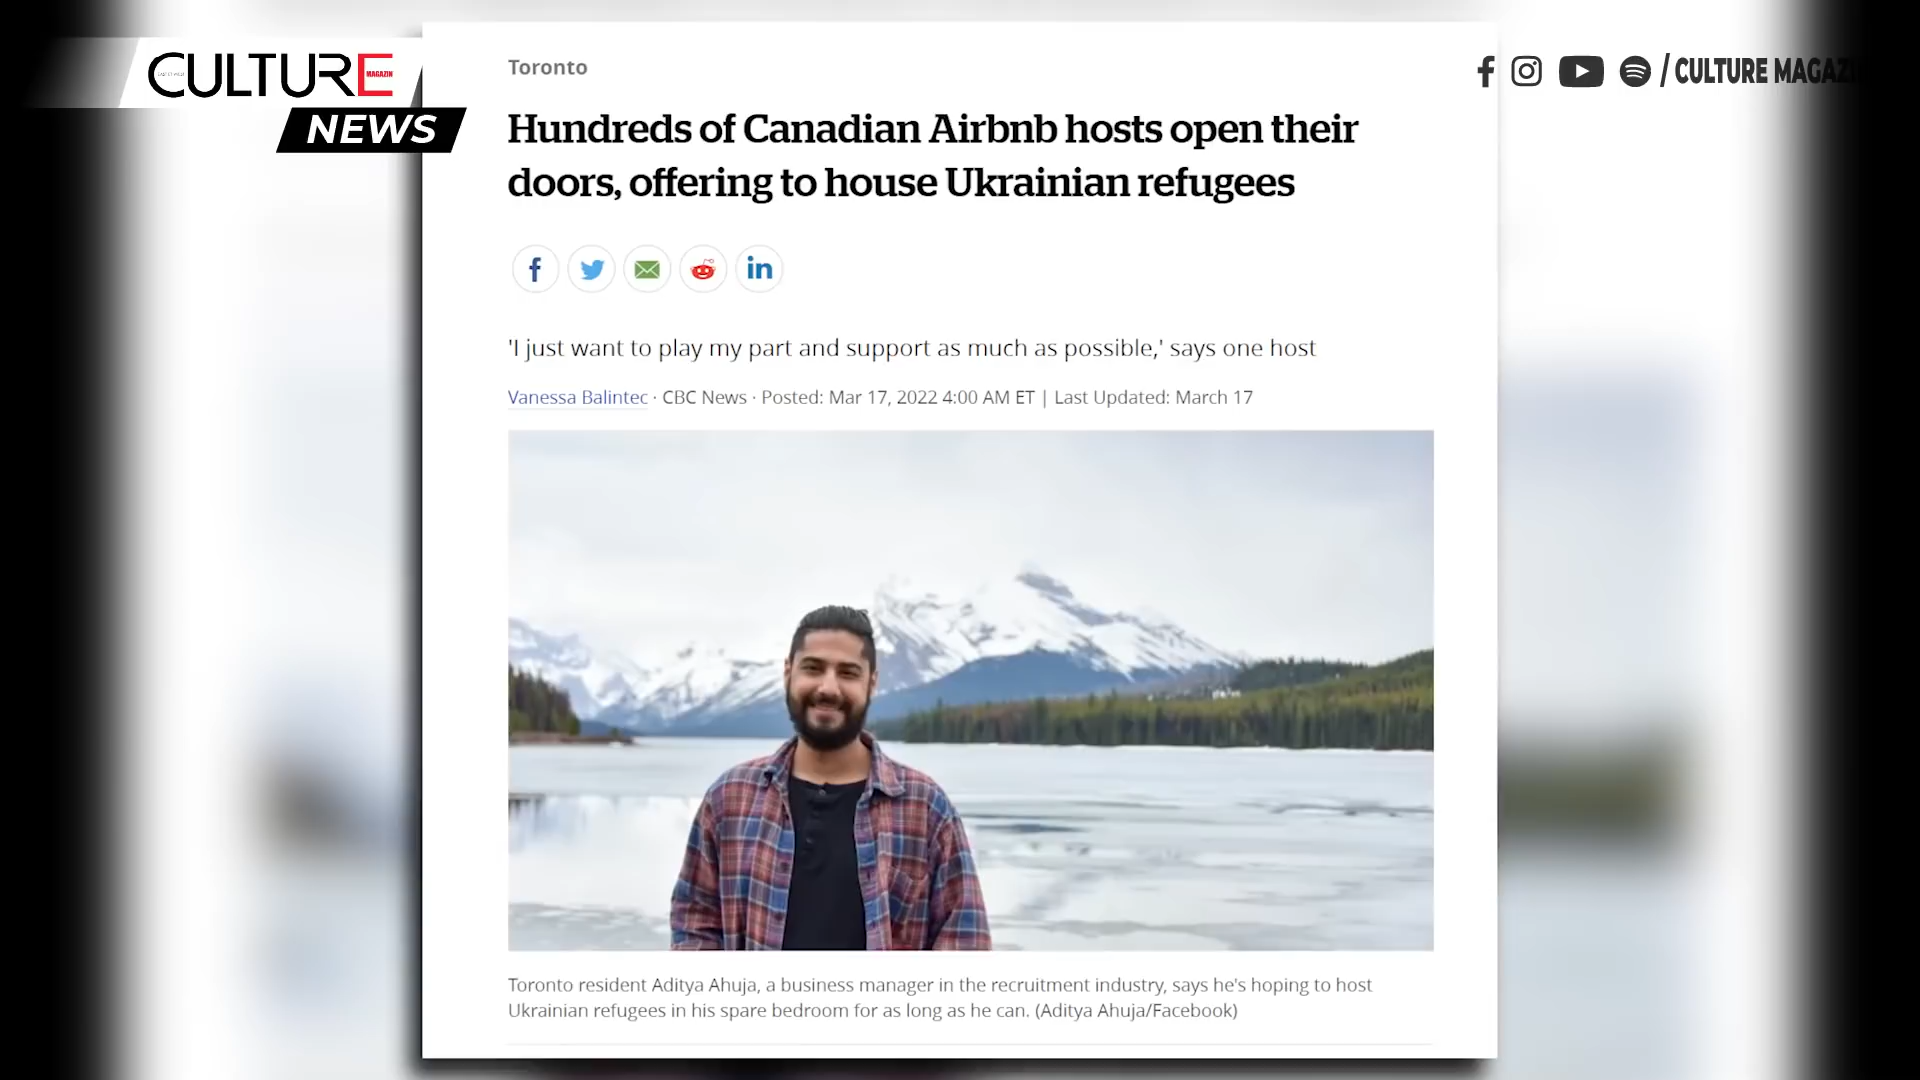 CULTURE
MAGAZIN
NEWS
/ CULTURE MAGAZI
Toronto
Hundreds of Canadian Airbnb hosts open their
doors, offering to house Ukrainian refugees
'I just want to play my part and support as much as possible,' says one host
Vanessa Balintec · CBC News · Posted: Mar 17, 2022 4:00 AM ET | Last Updated: March 17
Toronto resident Aditya Ahuja, a business manager in the recruitment industry, says he's hoping to host
Ukrainian refugees in his spare bedroom for as long as he can. (Aditya Ahuja/Facebook)